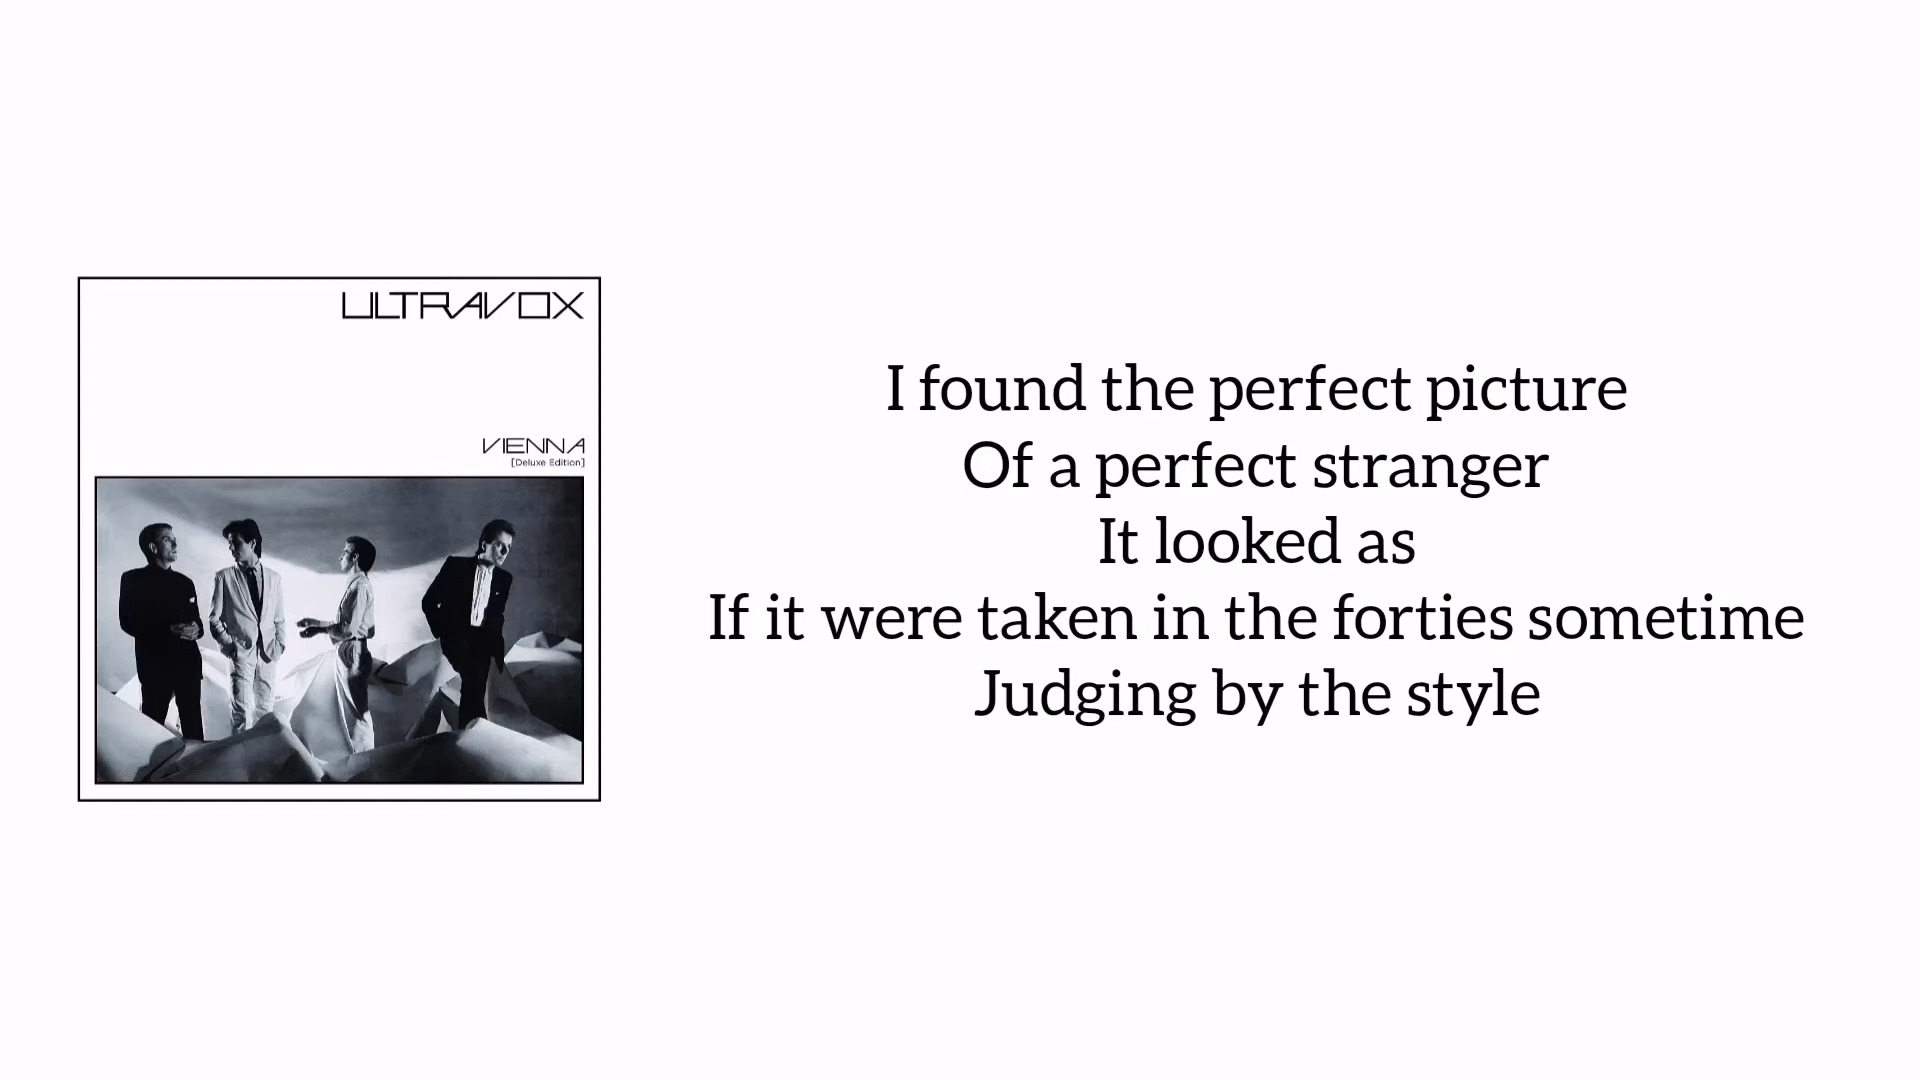 ULTRAVOX
VIENNA
[Deluxe Edition]
I found the perfect picture
Of a perfect stranger
It looked as
If it were taken in the forties sometime
Judging by the style